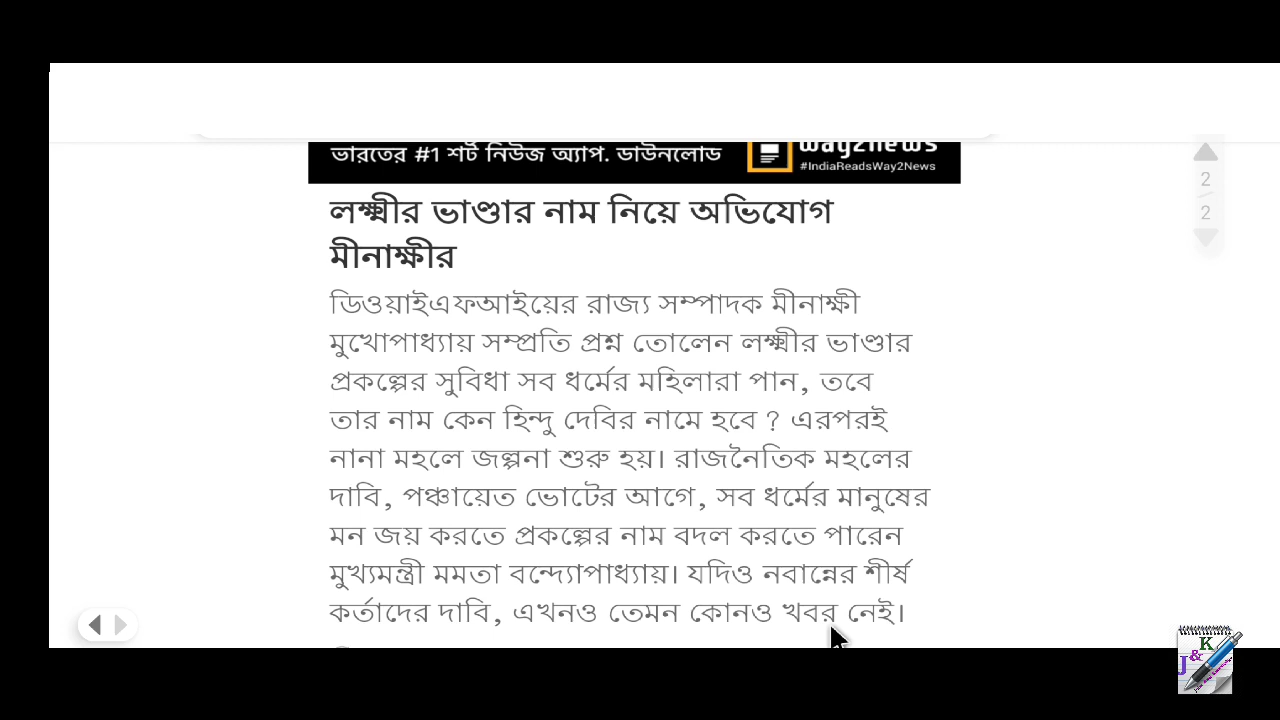 ভারতের #1 শর্ট নিউজ অ্যাপ. ডাউনলোড
way2news
#IndiaReadsWay2News
লক্ষ্মীর ভাণ্ডার নাম নিয়ে অভিযোগ
মীনাক্ষীর
ডিওয়াইএফআইয়ের রাজ্য সম্পাদক মীনাক্ষী
মুখোপাধ্যায় সম্প্রতি প্রশ্ন তোলেন লক্ষ্মীর ভাণ্ডার
প্রকল্পের সুবিধা সব ধর্মের মহিলারা পান, তবে
তার নাম কেন হিন্দু দেবির নামে হবে ? এরপরই
নানা মহলে জল্পনা শুরু হয়। রাজনৈতিক মহলের
দাবি, পঞ্চায়েত ভোটের আগে, সব ধর্মের মানুষের
মন জয় করতে প্রকল্পের নাম বদল করতে পারেন
মুখ্যমন্ত্রী মমতা বন্দ্যোপাধ্যায়। যদিও নবান্নের শীর্ষ
কর্তাদের দাবি, এখনও তেমন কোনও খবর নেই।
2
2
J & K